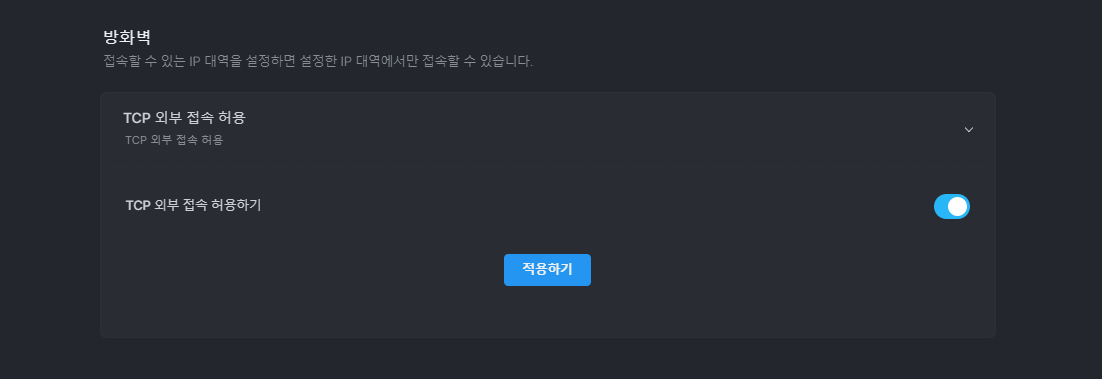 방화벽
접속할 수 있는 IP 대역을 설정하면 설정한 IP 대역에서만 접속할 수 있습니다.
TCP 외부 접속 허용
TCP 외부 접속 허용
TCP 외부 접속 허용하기
적용하기